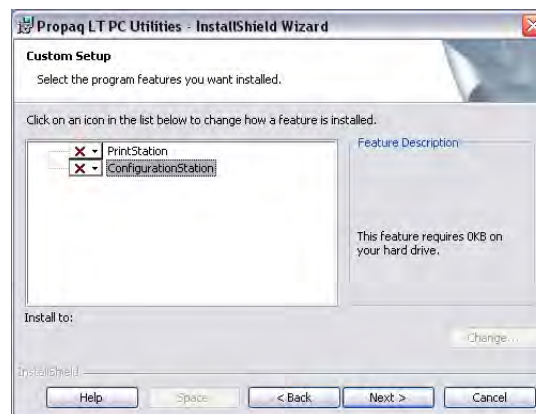 Propaq LT PC Utilities - InstallShield Wizard
Custom Setup
Select the program features you want installed.
Click on an icon in the list below to change how a feature is installed.
PrintStation
ConfigurationStation
Feature Description
This feature requires 0KB on
your hard drive.
Install to:
Change...
InstallShield
Help
Space
< Back
Next >
Cancel